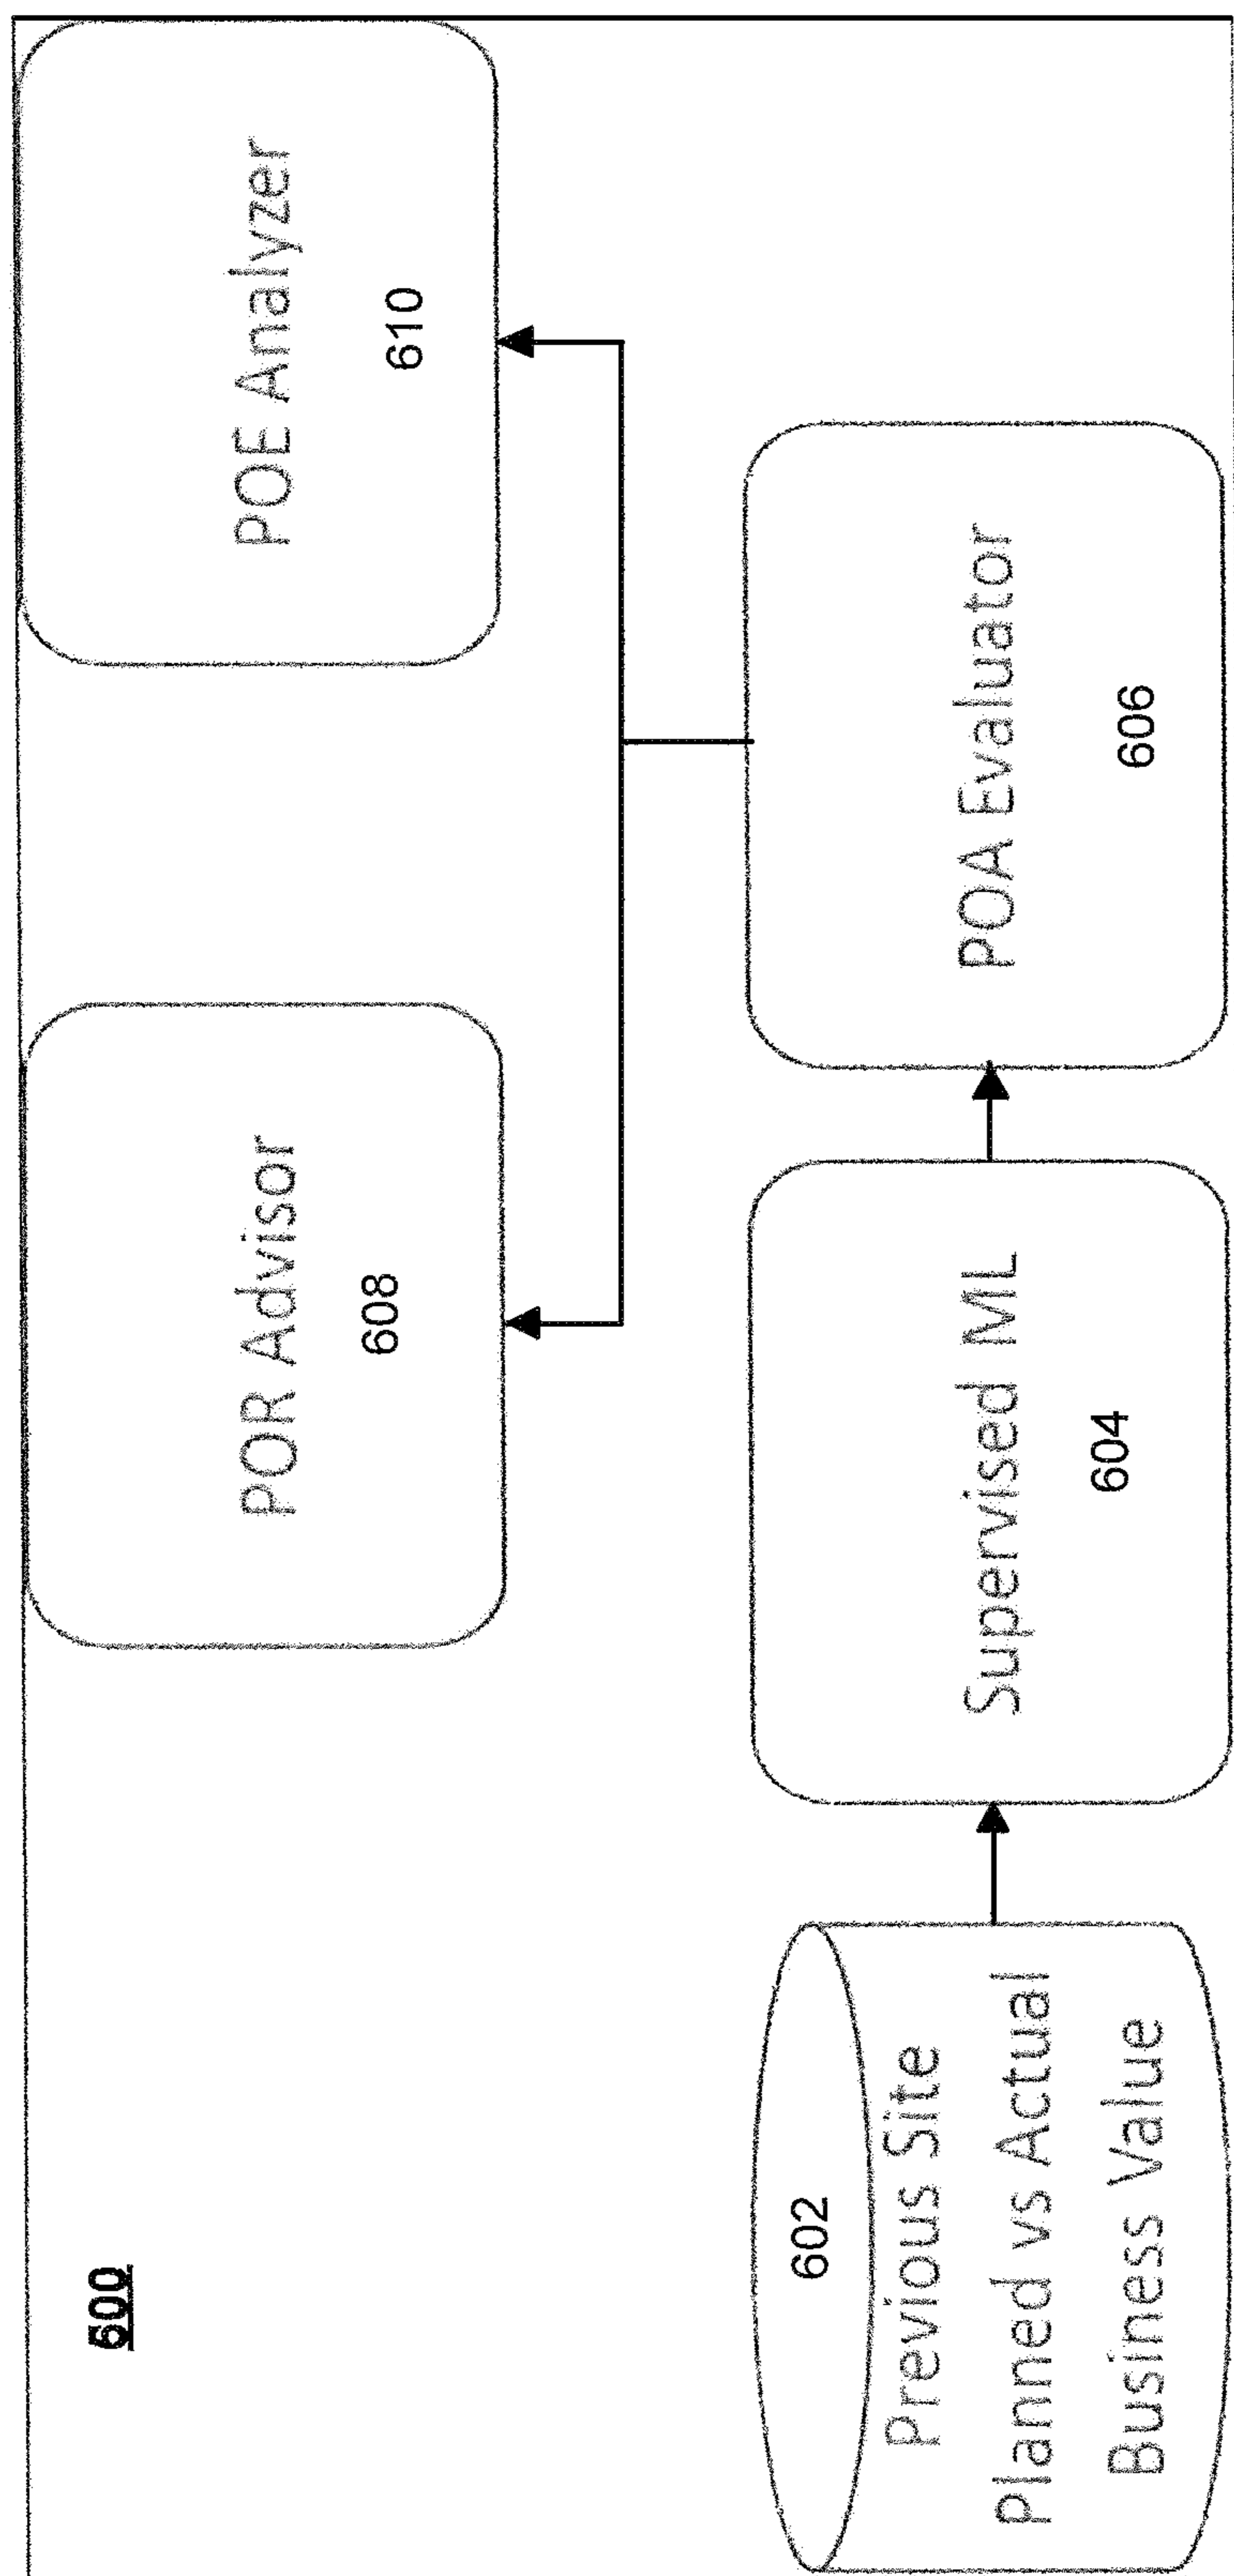 600
POR Advisor
608
POE Analyzer
610
602
Previous Site
Planned vs Actual
Business Value
Supervised ML
604
POA Evaluator
606